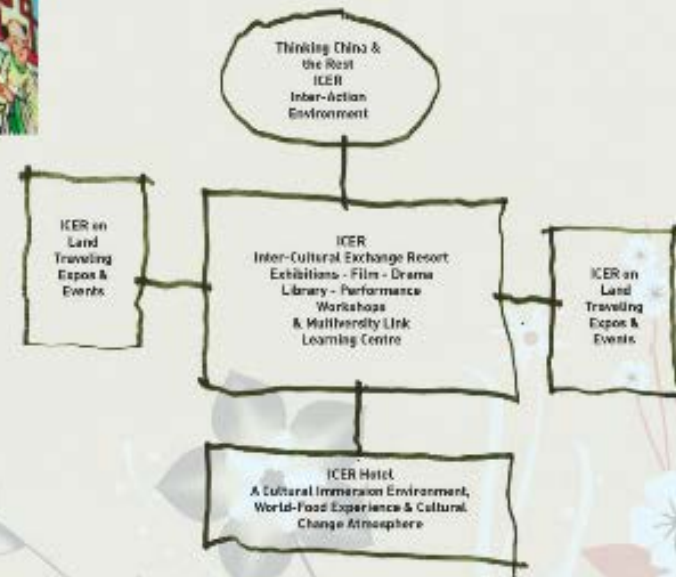 Thinking China &
the Rest
ICER
Inter-Action
Environment
ICER on
Land
Traveling
Expos &
Events
ICER
Inter-Cultural Exchange Resort
Exhibitions - Film - Drama
Library - Performance
Workshops
& Multiversity Link
Learning Centre
ICER on
Land
Traveling
Expos &
Events
ICER Hotel
A Cultural Immersion Environment,
World-Food Experience & Cultural
Change Atmosphere